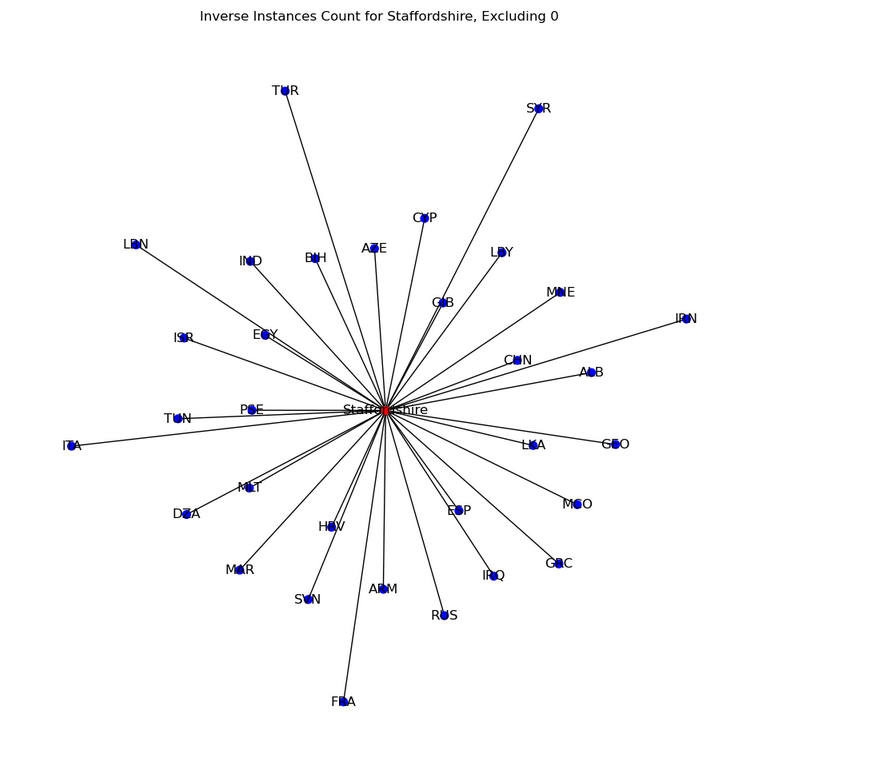 Inverse Instances Count for Staffordshire, Excluding 0
TUR
SYR
CYP
LBN
AZE
LBY
BIH
IND
MNE
GIB
IRN
EGY
ISR
CHN
ALB
PSE
Staffordshire
TUN
ITA
LKA
GEO
MLT
MCO
DZA
ESP
HRV
GRC
MAR
IRQ
ARM
SVN
RUS
FRA